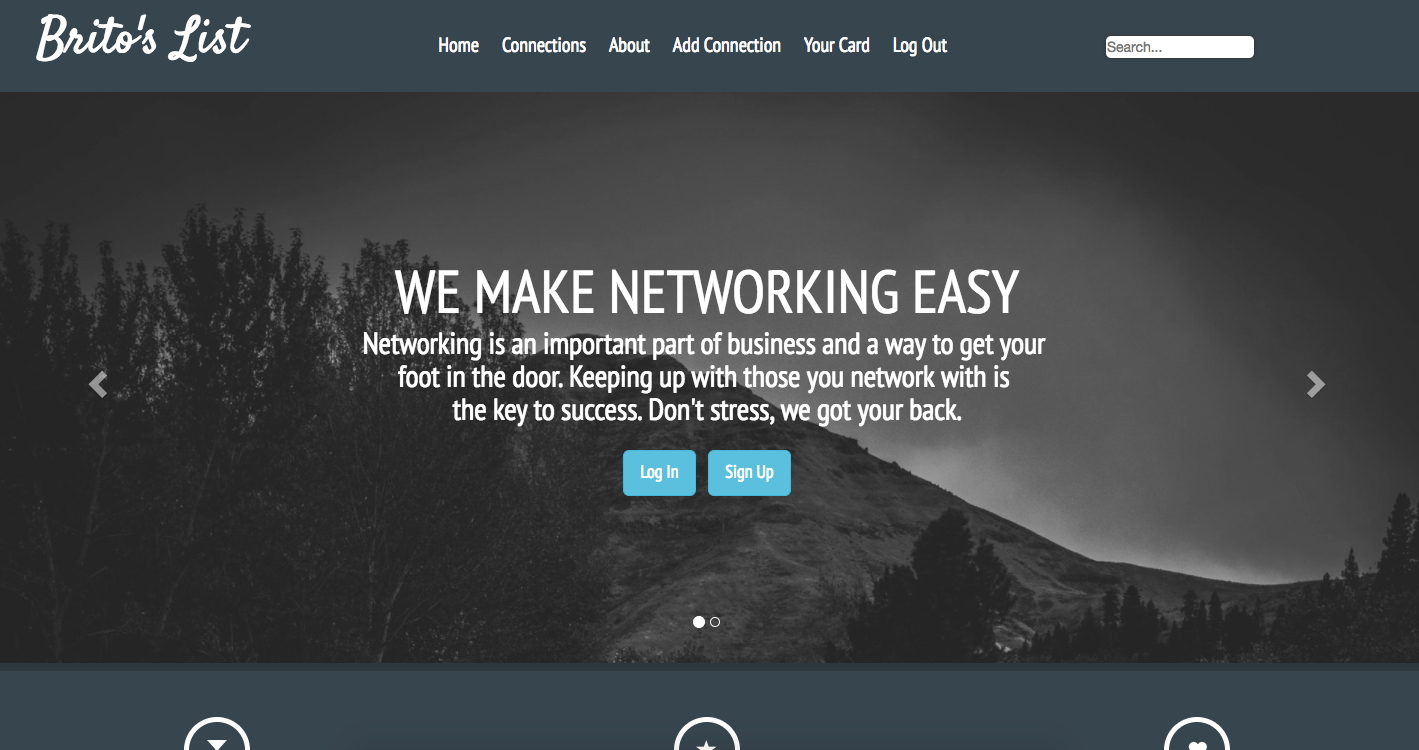 Brito's List
Home Connections About Add Connection Your Card Log Out
Search...
WE MAKE NETWORKING EASY
Networking is an important part of business and a way to get your
foot in the door. Keeping up with those you network with is
the key to success. Don't stress, we got your back.
Log In Sign Up